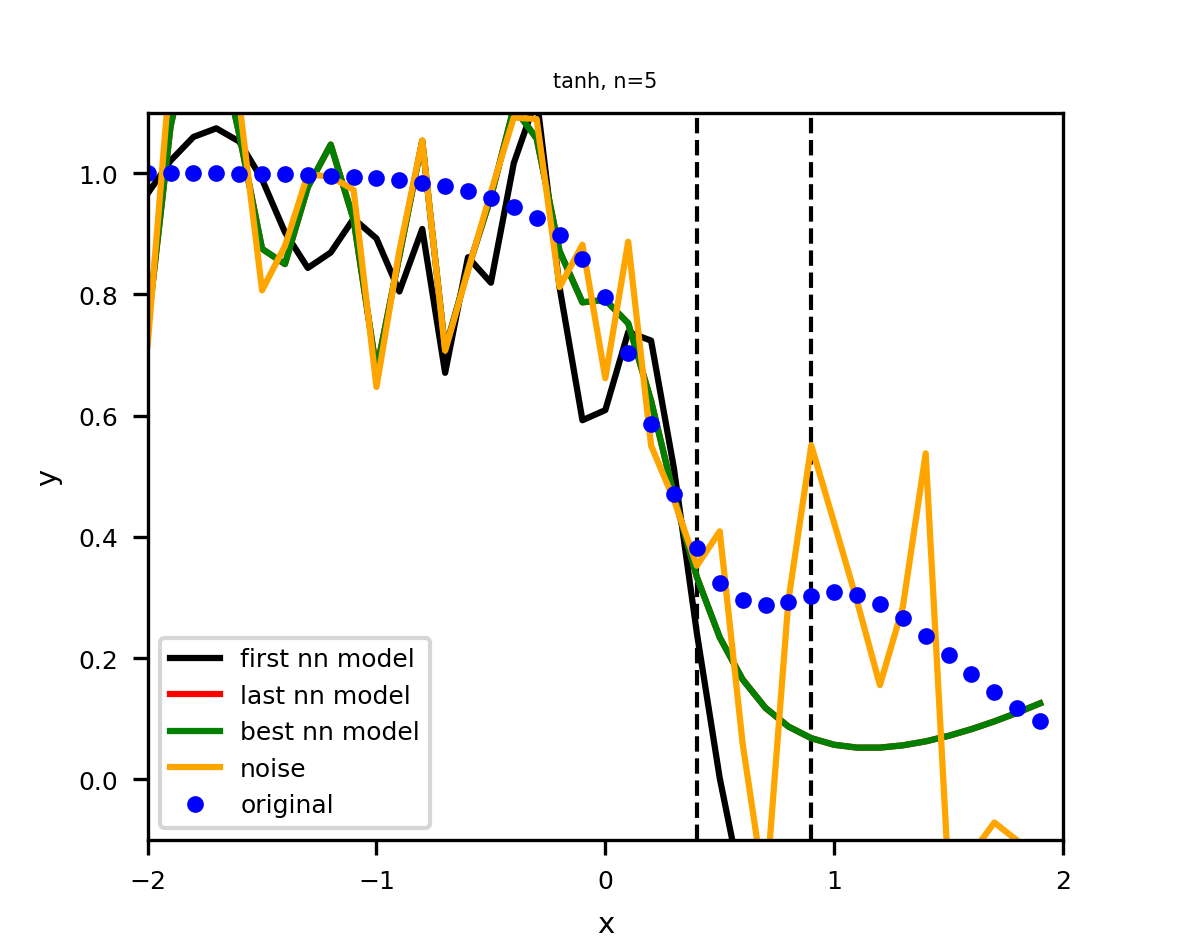 tanh, n=5
1.0
0.8
0.6
0.4
0.2
0.0
y
first nn model
last nn model
best nn model
noise
original
−2
−1
0
1
2
x